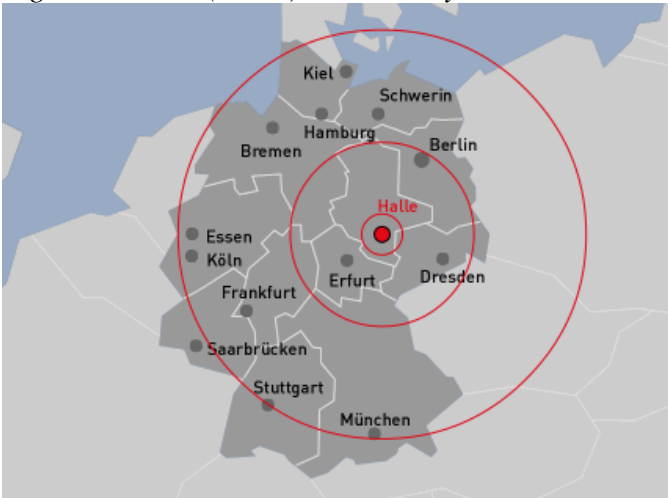 Kiel
Schwerin
Hamburg
Bremen
Berlin
Halle
Essen
Köln
Erfurt
Dresden
Frankfurt
Saarbrücken
Stuttgart
München